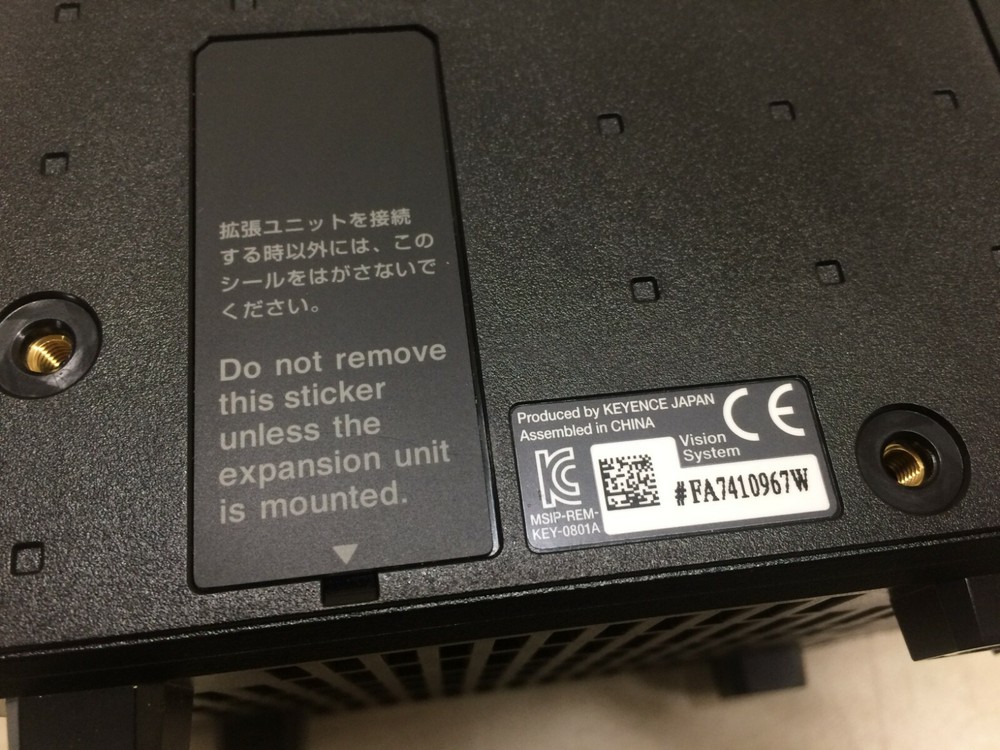 拡張ユニットを接続
する時以外には、この
シールをはがさないで
ください。
Do not remove
this sticker
unless the
expansion unit
is mounted.
Produced by KEYENCE JAPAN
Assembled in CHINA
CE
Vision
System
#FA7410967W
MSIP-REM-
KEY-0801A